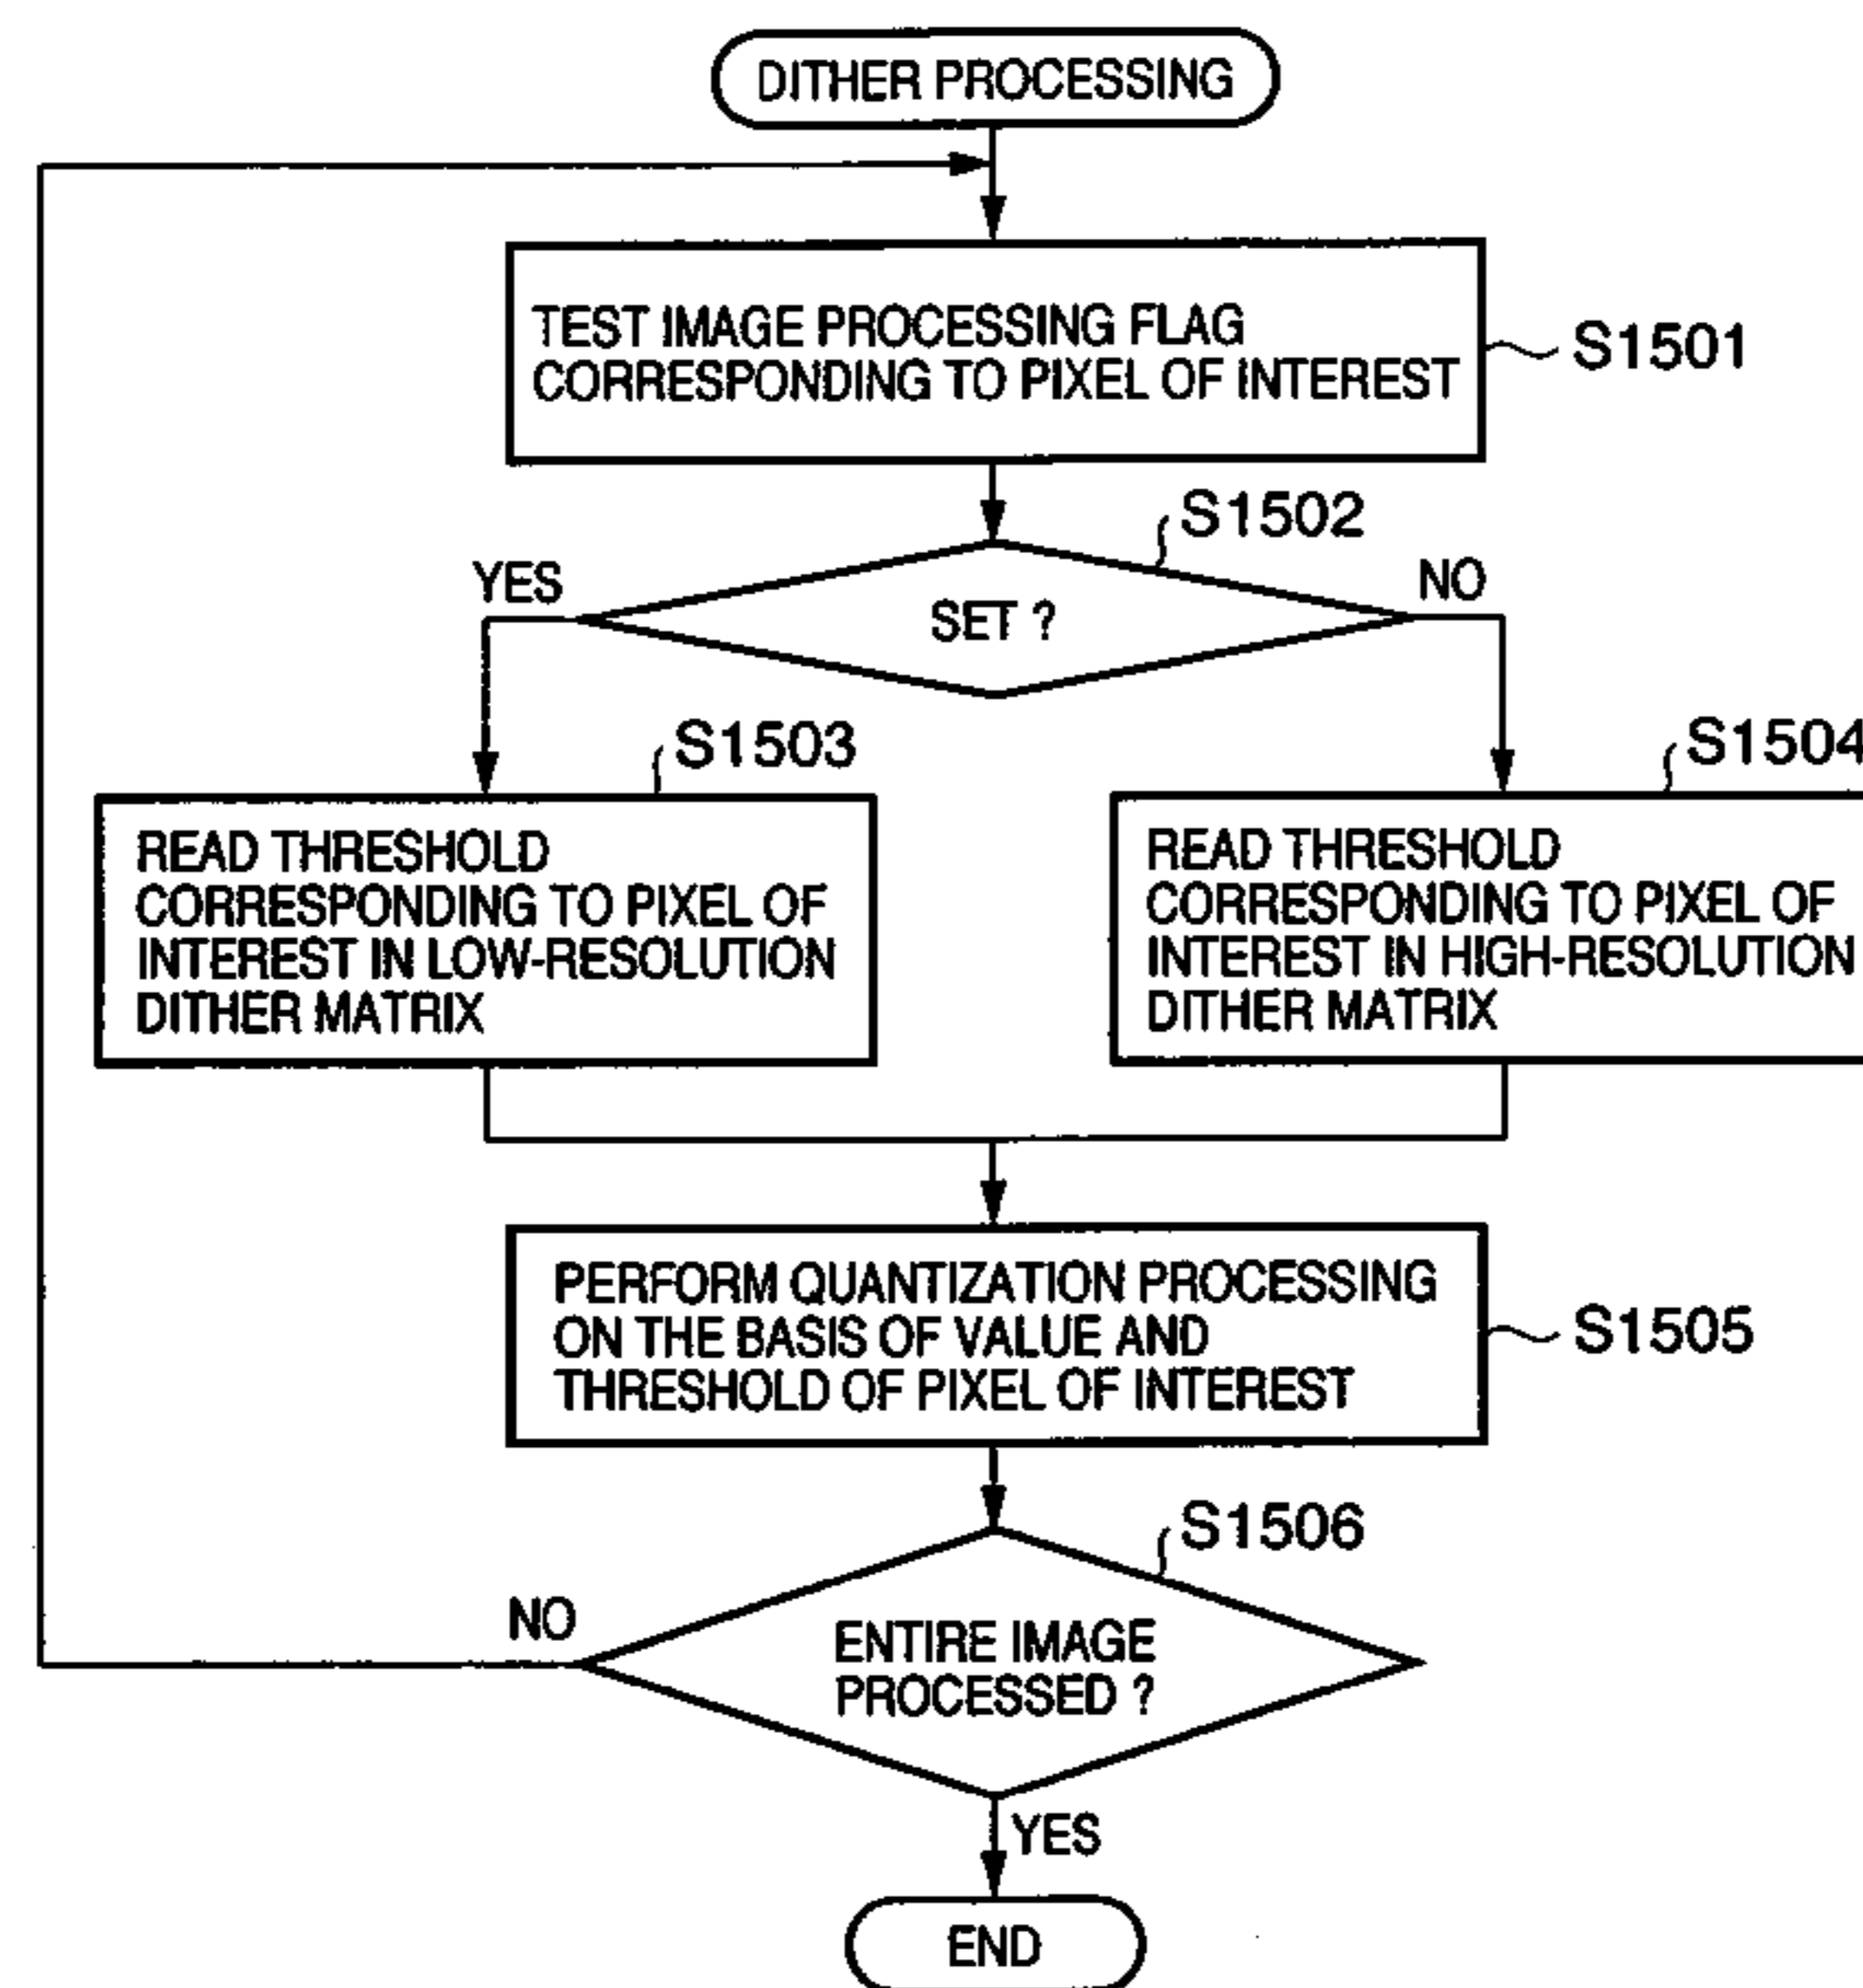 DITHER PROCESSING
TEST IMAGE PROCESSING FLAG
CORRESPONDING TO PIXEL OF INTEREST
S1501
S1502
YES
NO
SET ?
S1503
S1504
READ THRESHOLD
CORRESPONDING TO PIXEL OF
INTEREST IN LOW-RESOLUTION
DITHER MATRIX
READ THRESHOLD
CORRESPONDING TO PIXEL OF
INTEREST IN HIGH-RESOLUTION
DITHER MATRIX
PERFORM QUANTIZATION PROCESSING
ON THE BASIS OF VALUE AND
THRESHOLD OF PIXEL OF INTEREST
S1505
S1506
NO
ENTIRE IMAGE
PROCESSED ?
YES
END